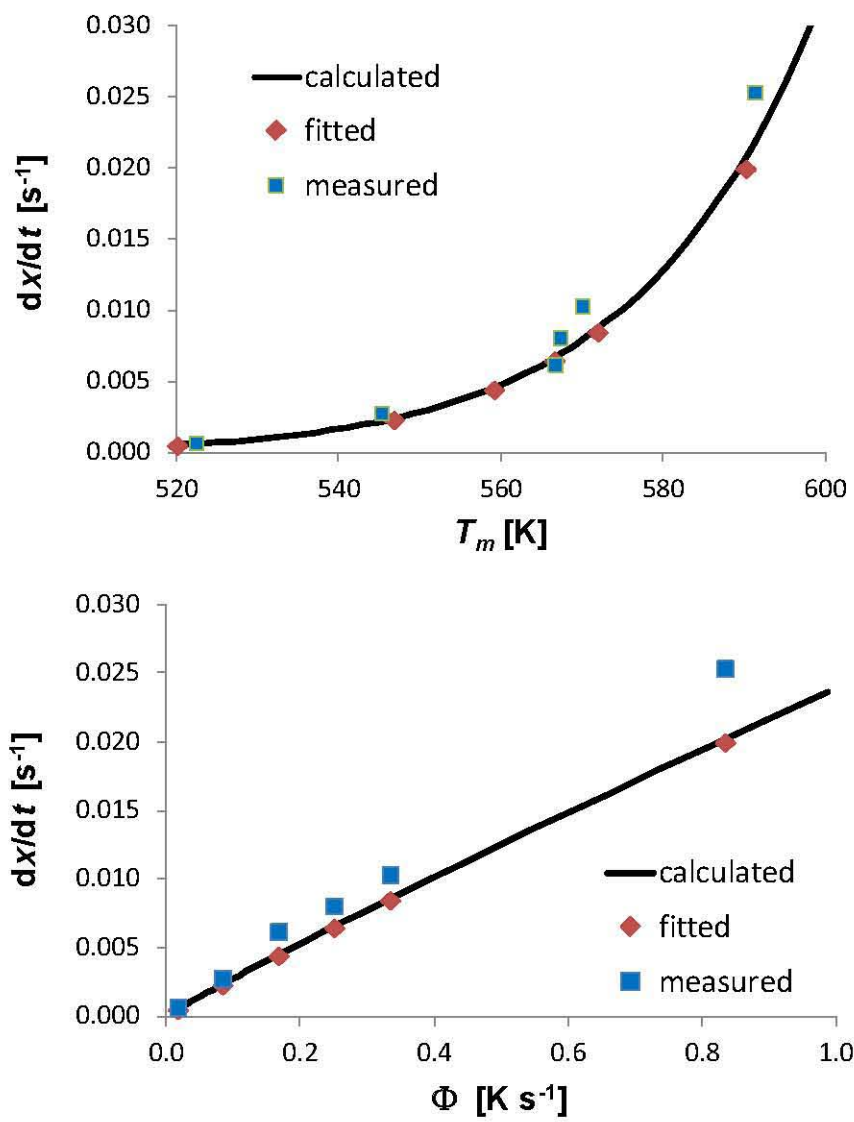 0.030
0.025
0.020
0.015
0.010
0.005
0.000
dx/dt [s⁻¹]
calculated
fitted
measured
520 540 560 580 600
Tₘ [K]
0.030
0.025
0.020
0.015
0.010
0.005
0.000
dx/dt [s⁻¹]
calculated
fitted
measured
0.0 0.2 0.4 0.6 0.8 1.0
Φ [K s⁻¹]